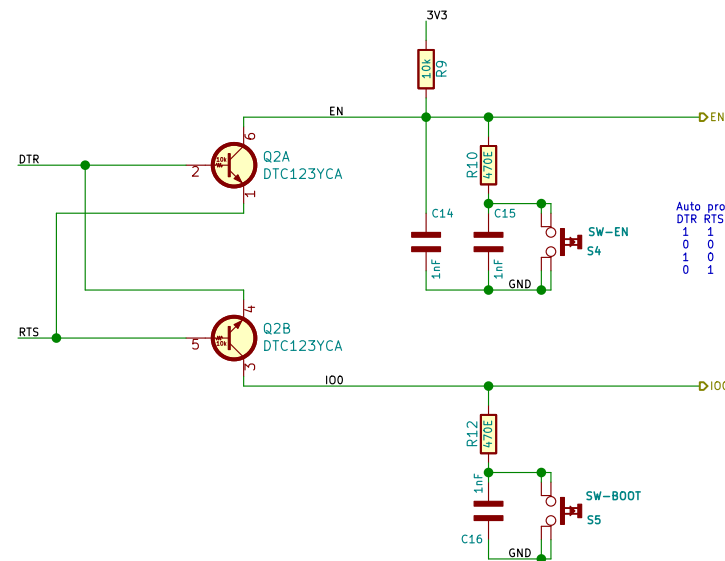 3V3
10k
R9
EN
EN
6
Q2A
DTR
10k
2
DTC123YCA
1
R10
470E
C14
C15
SW-EN
S4
1nF
1nF
GND
Auto pro
DTR RTS
1 1
0 0
1 0
0 1
4
Q2B
RTS
5
10k
DTC123YCA
3
IO0
IO0
R12
470E
1nF
SW-BOOT
S5
C16
GND